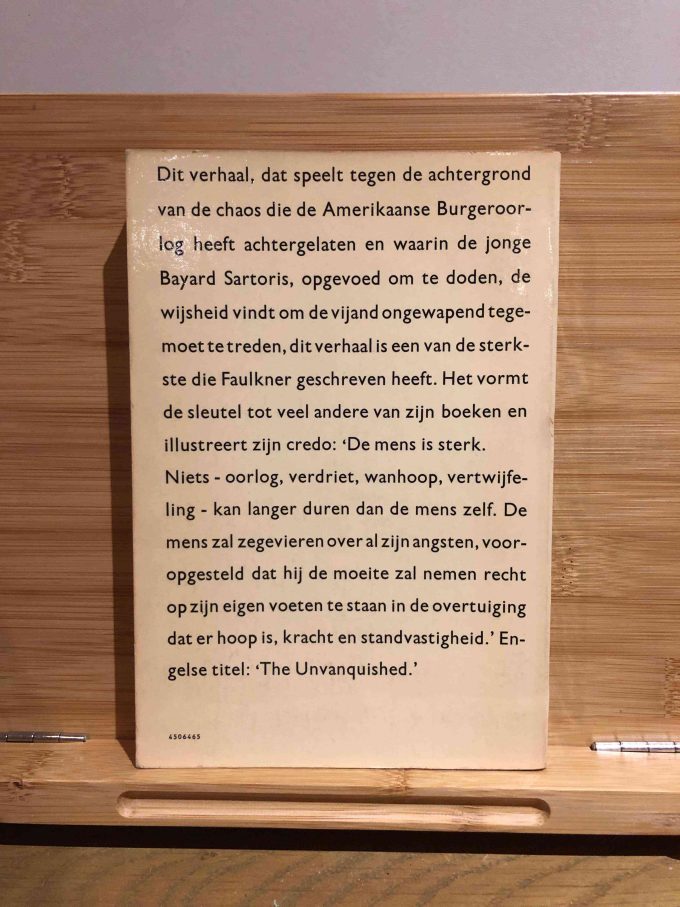 Dit verhaal, dat speelt tegen de achtergrond
van de chaos die de Amerikaanse Burgeroor-
log heeft achtergelaten en waarin de jonge
Bayard Sartoris, opgevoed om te doden, de
wijsheid vindt om de vijand ongewapend tege-
moet te treden, dit verhaal is een van de sterk-
ste die Faulkner geschreven heeft. Het vormt
de sleutel tot veel andere van zijn boeken en
illustreert zijn credo: ‘De mens is sterk.
Niets - oorlog, verdriet, wanhoop, vertwijfe-
ling - kan langer duren dan de mens zelf. De
mens zal zegevieren over al zijn angsten, voor-
opgesteld dat hij de moeite zal nemen recht
op zijn eigen voeten te staan in de overtuiging
dat er hoop is, kracht en standvastigheid.’ En-
gelse titel: ‘The Unvanquished.’
4506465